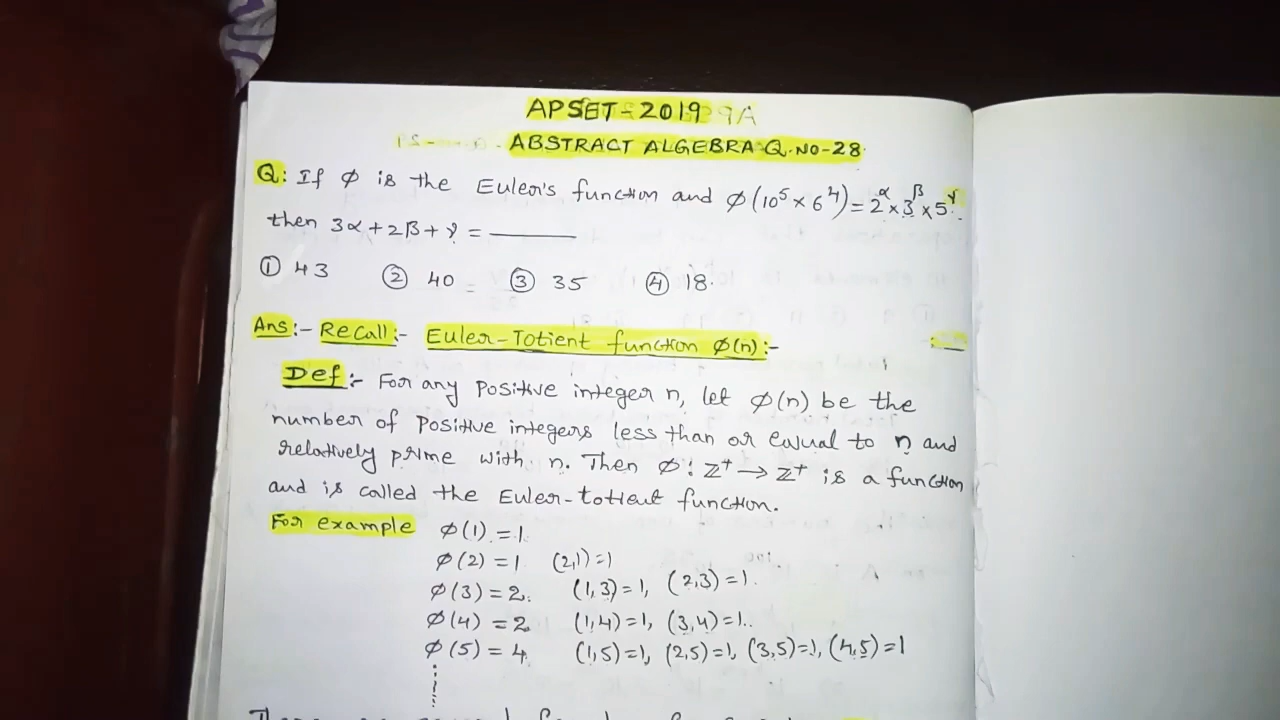 APSET-2019
ABSTRACT ALGEBRA Q.NO-28
Q: If φ is the Euler's function and φ(10⁵×6⁴)=2^α×3^β×5^γ.
then 3α+2β+γ = ______
① 43 ② 40 ③ 35 ④ 18.
Ans:- Recall:- Euler-Totient function φ(n):-
Def:- For any positive integer n, let φ(n) be the
number of positive integers less than or equal to n and
relatively prime with n. Then φ: Z⁺→Z⁺ is a function
and is called the Euler-totient function.
For example φ(1)=1
φ(2)=1 (2,1)=1
φ(3)=2. (1,3)=1, (2,3)=1.
φ(4)=2 (1,4)=1, (3,4)=1.
φ(5)=4 (1,5)=1, (2,5)=1, (3,5)=1, (4,5)=1